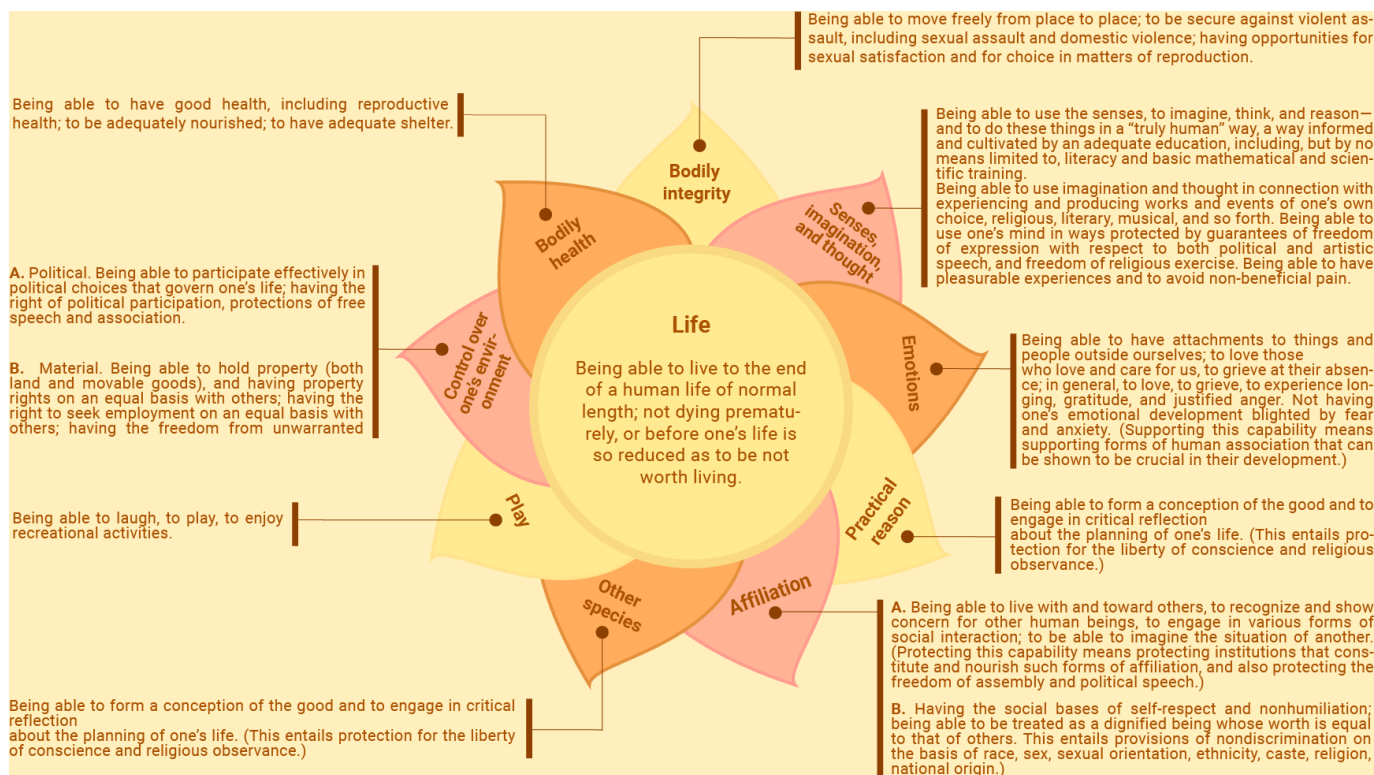 Being able to move freely from place to place; to be secure against violent as-
sault, including sexual assault and domestic violence; having opportunities for
sexual satisfaction and for choice in matters of reproduction.
Being able to have good health, including reproductive
health; to be adequately nourished; to have adequate shelter.
Bodily
integrity
Being able to use the senses, to imagine, think, and reason—
and to do these things in a “truly human” way, a way informed
and cultivated by an adequate education, including, but by no
means limited to, literacy and basic mathematical and scien-
tific training.
Being able to use imagination and thought in connection with
experiencing and producing works and events of one’s own
choice, religious, literary, musical, and so forth. Being able to
use one’s mind in ways protected by guarantees of freedom
of expression with respect to both political and artistic
speech, and freedom of religious exercise. Being able to have
pleasurable experiences and to avoid non-beneficial pain.
Senses,
imagination,
and thought
Bodily
health
A. Political. Being able to participate effectively in
political choices that govern one’s life; having the
right of political participation, protections of free
speech and association.
B. Material. Being able to hold property (both
land and movable goods), and having property
rights on an equal basis with others; having the
right to seek employment on an equal basis with
others; having the freedom from unwarranted
Control over
one’s envir-
onment
Life
Being able to live to the end
of a human life of normal
length; not dying prematu-
rely, or before one’s life is
so reduced as to be not
worth living.
Emotions
Being able to have attachments to things and
people outside ourselves; to love those
who love and care for us, to grieve at their absen-
ce; in general, to love, to grieve, to experience lon-
ging, gratitude, and justified anger. Not having
one’s emotional development blighted by fear
and anxiety. (Supporting this capability means
supporting forms of human association that can
be shown to be crucial in their development.)
Being able to laugh, to play, to enjoy
recreational activities.
Play
Practical
reason
Being able to form a conception of the good and to
engage in critical reflection
about the planning of one’s life. (This entails pro-
tection for the liberty of conscience and religious
observance.)
Other
species
Affiliation
A. Being able to live with and toward others, to recognize and show
concern for other human beings, to engage in various forms of
social interaction; to be able to imagine the situation of another.
(Protecting this capability means protecting institutions that cons-
titute and nourish such forms of affiliation, and also protecting the
freedom of assembly and political speech.)
B. Having the social bases of self-respect and nonhumiliation;
being able to be treated as a dignified being whose worth is equal
to that of others. This entails provisions of nondiscrimination on
the basis of race, sex, sexual orientation, ethnicity, caste, religion,
national origin.)
Being able to form a conception of the good and to engage in critical
reflection
about the planning of one’s life. (This entails protection for the liberty
of conscience and religious observance.)